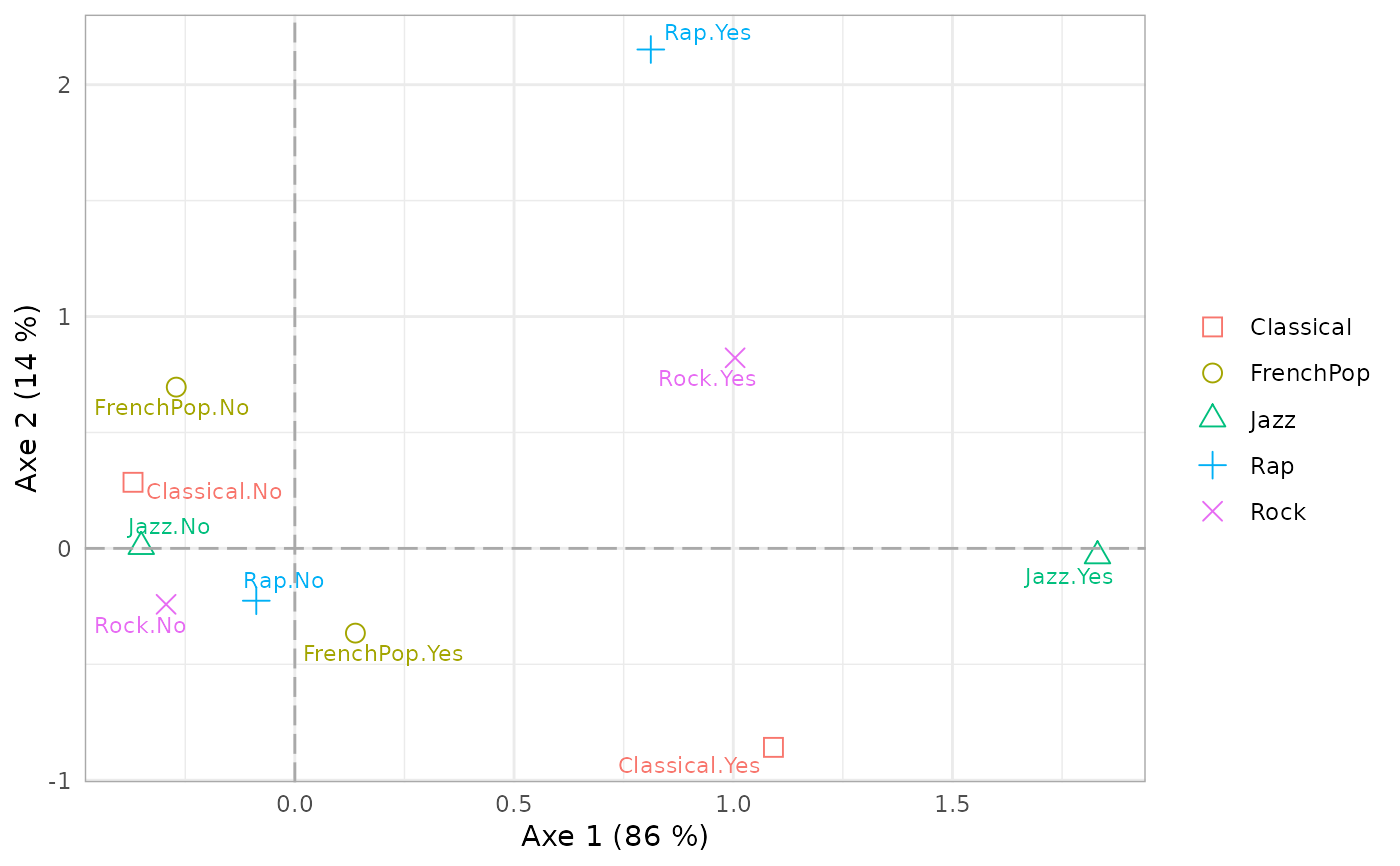 Rap.Yes
2
1
Rock.Yes
FrenchPop.No
Classical.No
Jazz.No
0
Jazz.Yes
Rap.No
Rock.No
FrenchPop.Yes
Classical.Yes
-1
0.0
0.5
1.0
1.5
Axe 1 (86 %)
Axe 2 (14 %)
Classical
FrenchPop
Jazz
Rap
Rock